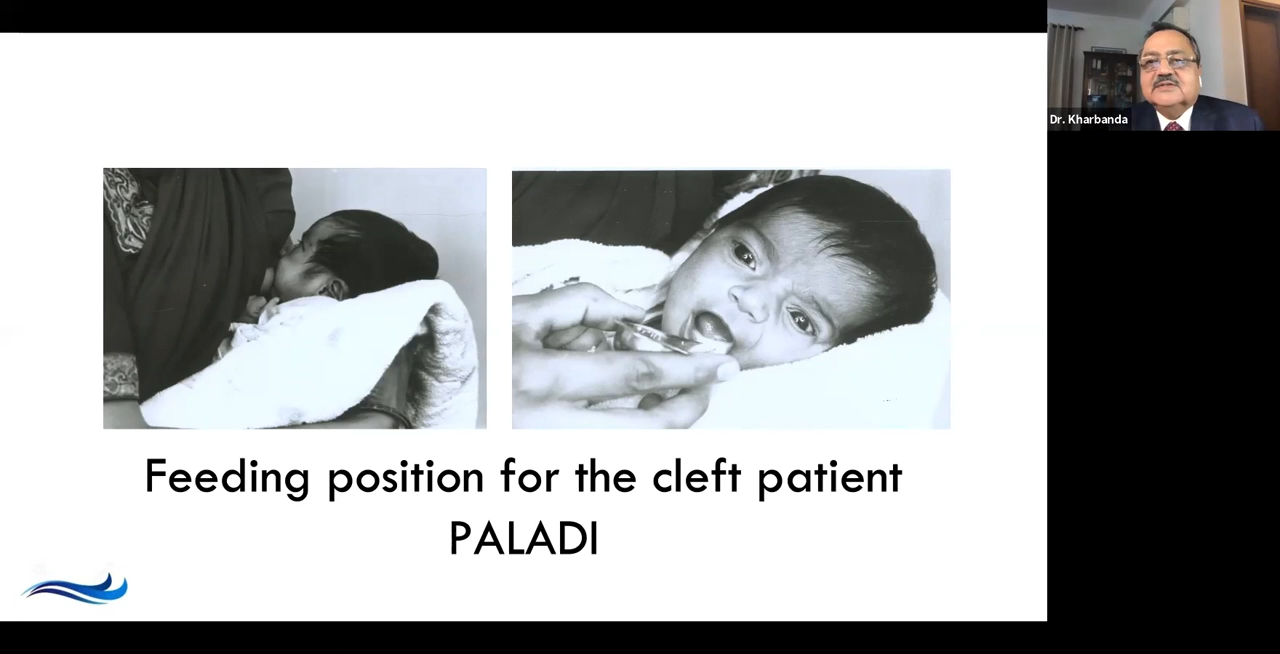 Dr. Kharbanda
Feeding position for the cleft patient
PALADI